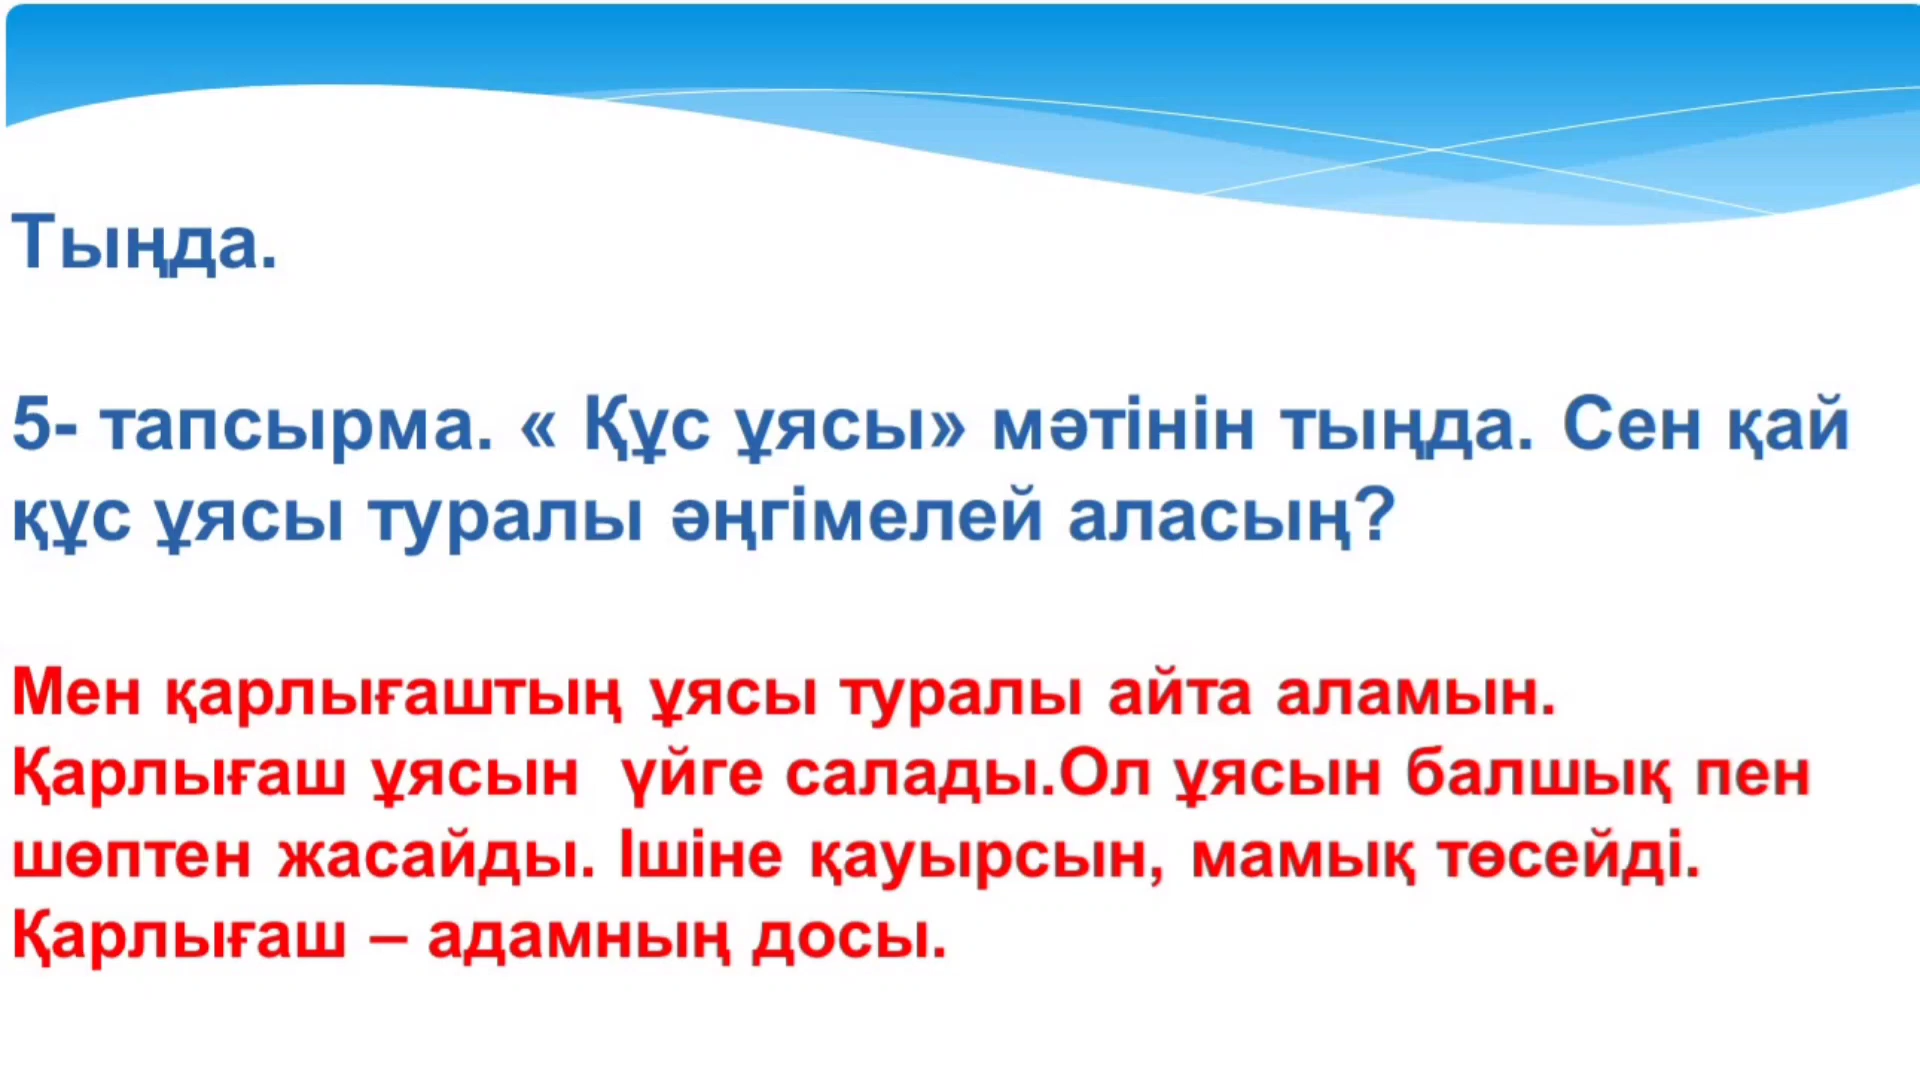 Тыңда.
5- тапсырма. « Құс ұясы» мәтінін тыңда. Сен қай
құс ұясы туралы әңгімелей аласың?
Мен қарлығаштың ұясы туралы айта аламын.
Қарлығаш ұясын  үйге салады.Ол ұясын балшық пен
шөптен жасайды. Ішіне қауырсын, мамық төсейді.
Қарлығаш – адамның досы.